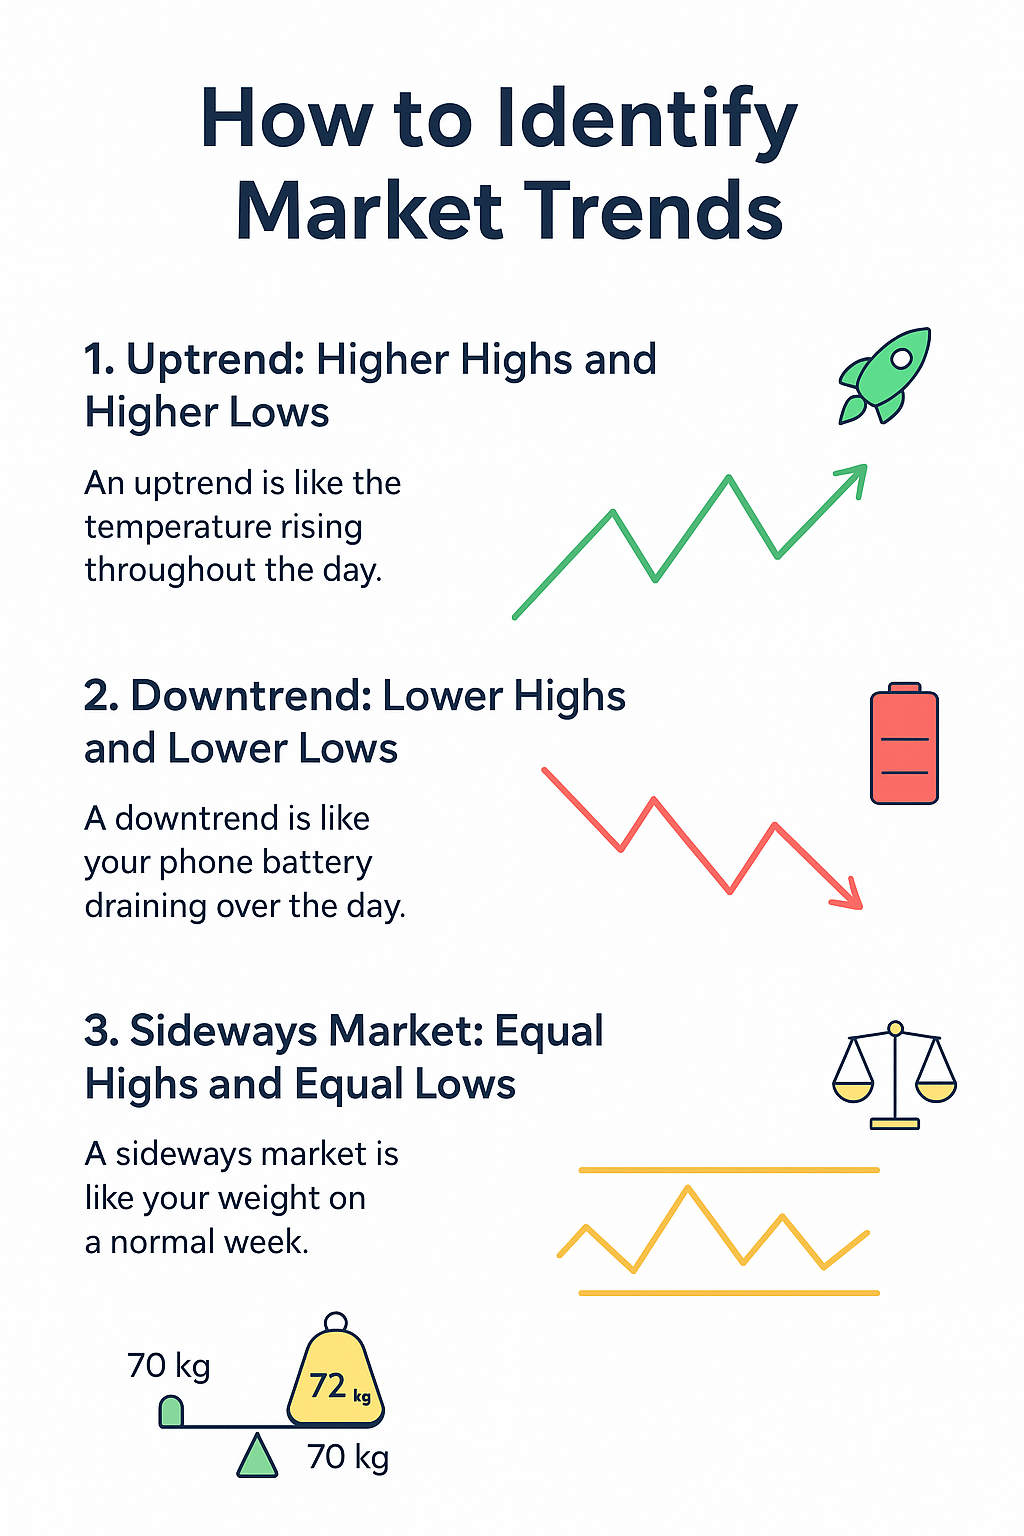 How to Identify
Market Trends
1. Uptrend: Higher Highs and
Higher Lows
An uptrend is like the
temperature rising
throughout the day.
2. Downtrend: Lower Highs
and Lower Lows
A downtrend is like
your phone battery
draining over the day.
3. Sideways Market: Equal
Highs and Equal Lows
A sideways market is
like your weight on
a normal week.
70 kg
72 kg
70 kg